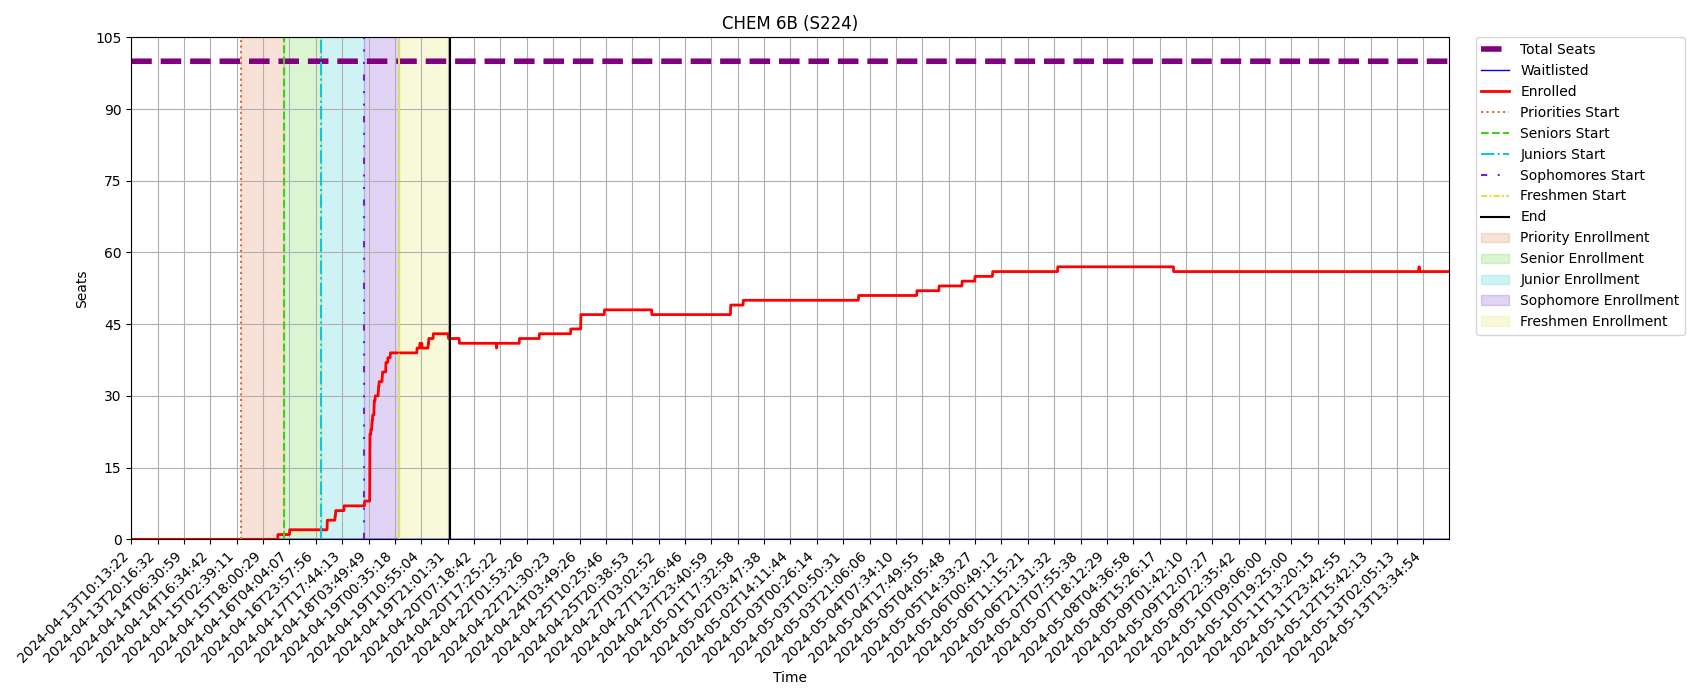 CHEM 6B (S224)
105
90
75
60
45
30
15
0
Seats
2024-04-13T10:13:22
2024-04-13T20:16:32
2024-04-14T06:30:59
2024-04-14T16:34:42
2024-04-15T02:39:11
2024-04-15T18:00:29
2024-04-16T04:04:07
2024-04-16T23:57:56
2024-04-17T17:44:13
2024-04-18T03:49:49
2024-04-19T00:35:18
2024-04-19T10:55:04
2024-04-19T21:01:31
2024-04-20T07:18:42
2024-04-20T17:25:22
2024-04-22T01:53:26
2024-04-22T21:30:23
2024-04-24T03:49:26
2024-04-25T10:25:46
2024-04-25T20:38:53
2024-04-27T03:02:52
2024-04-27T13:26:46
2024-04-27T23:40:59
2024-05-01T17:32:58
2024-05-02T03:47:38
2024-05-02T14:11:44
2024-05-03T00:26:14
2024-05-03T10:50:31
2024-05-03T21:06:06
2024-05-04T07:34:10
2024-05-04T17:49:55
2024-05-05T04:05:48
2024-05-05T14:33:27
2024-05-06T00:49:12
2024-05-06T11:15:21
2024-05-06T21:31:32
2024-05-07T07:55:38
2024-05-07T18:12:29
2024-05-08T04:36:58
2024-05-08T15:26:17
2024-05-09T01:42:10
2024-05-09T12:07:27
2024-05-09T22:35:42
2024-05-10T09:06:00
2024-05-10T19:25:00
2024-05-11T13:20:15
2024-05-11T23:42:55
2024-05-12T15:42:13
2024-05-13T02:05:13
2024-05-13T13:34:54
Time
Total Seats
Waitlisted
Enrolled
Priorities Start
Seniors Start
Juniors Start
Sophomores Start
Freshmen Start
End
Priority Enrollment
Senior Enrollment
Junior Enrollment
Sophomore Enrollment
Freshmen Enrollment